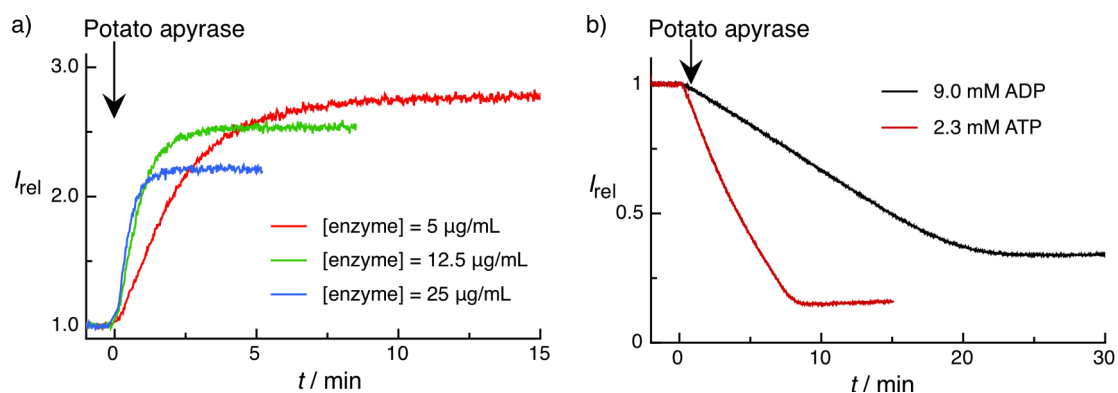 a)
Potato apyrase
3.0
2.0
1.0
I rel
[enzyme] = 5 µg/mL
[enzyme] = 12.5 µg/mL
[enzyme] = 25 µg/mL
0 5 10 15
t / min
b)
Potato apyrase
1
0.5
0
I rel
9.0 mM ADP
2.3 mM ATP
0 10 20 30
t / min